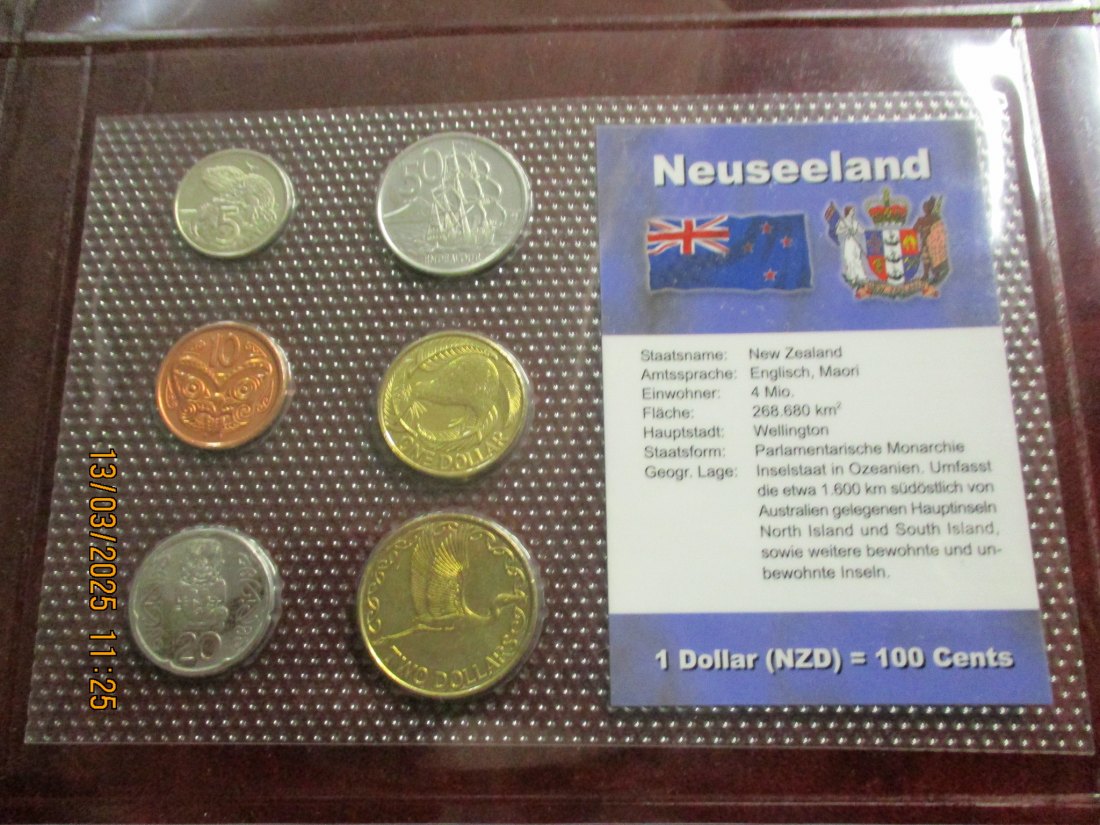 5
50
ENDEAVOUR
10
ONE DOLLAR
20
TWO DOLLARS
Neuseeland
Staatsname: New Zealand
Amtssprache: Englisch, Maori
Einwohner: 4 Mio.
Fläche: 268.680 km²
Hauptstadt: Wellington
Staatsform: Parlamentarische Monarchie
Geogr. Lage: Inselstaat in Ozeanien. Umfasst
die etwa 1.600 km südöstlich von
Australien gelegenen Hauptinseln
North Island und South Island,
sowie weitere bewohnte und un-
bewohnte Inseln.
1 Dollar (NZD) = 100 Cents
13/03/2025 11:25